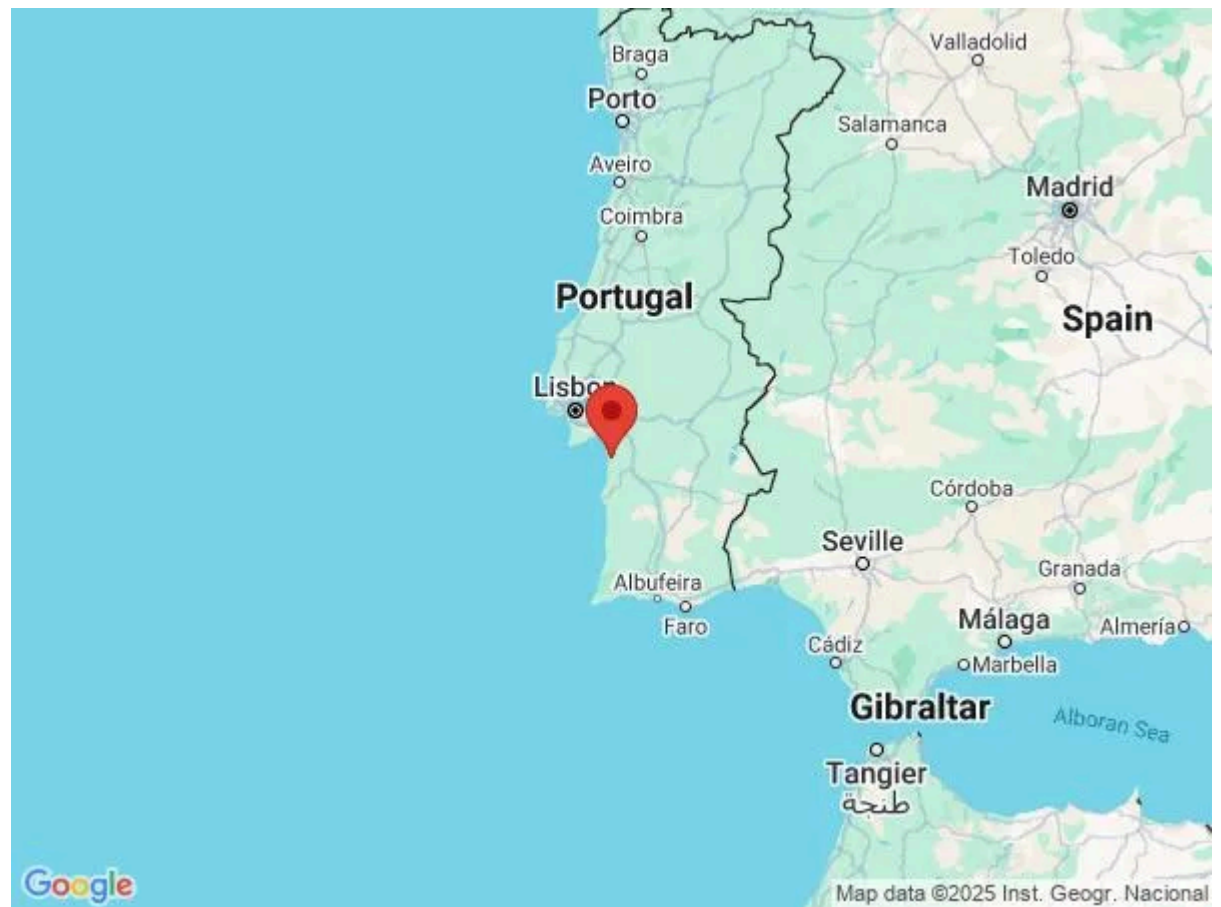 Braga
Valladolid
Porto
Salamanca
Aveiro
Madrid
Coimbra
Toledo
Portugal
Spain
Lisbon
Córdoba
Seville
Granada
Albufeira
Málaga
Almería
Faro
Cádiz
Marbella
Gibraltar
Alboran Sea
Tangier
طنجة
Google
Map data ©2025 Inst. Geogr. Nacional